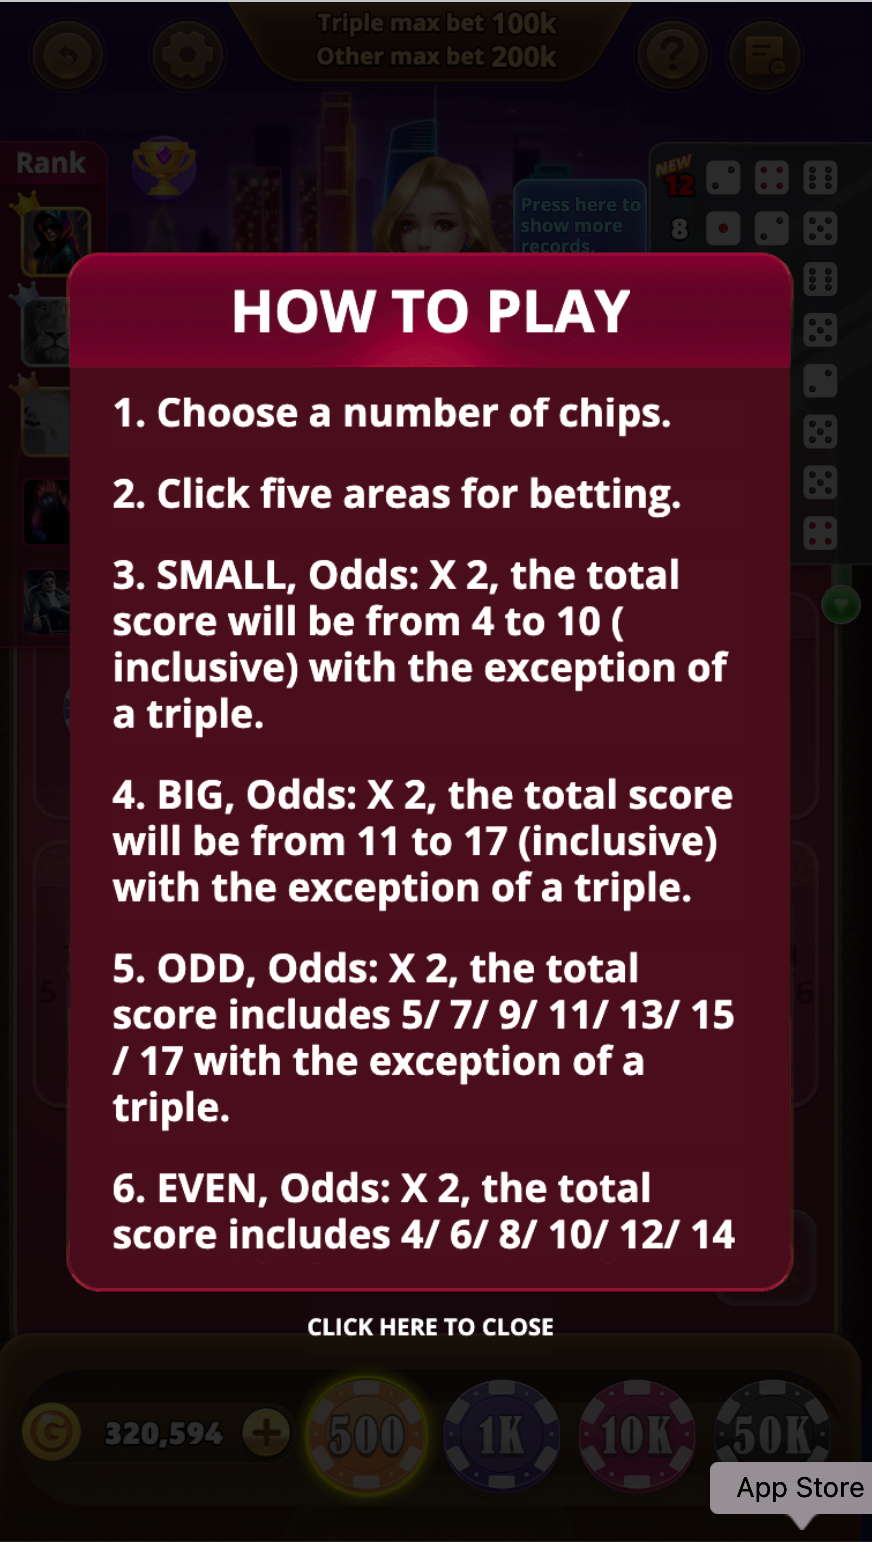 Triple max bet 100k
Other max bet 200k
Rank
Press here to
show more
records.
NEW
12
8
HOW TO PLAY
1. Choose a number of chips.
2. Click five areas for betting.
3. SMALL, Odds: X 2, the total
score will be from 4 to 10 (
inclusive) with the exception of
a triple.
4. BIG, Odds: X 2, the total score
will be from 11 to 17 (inclusive)
with the exception of a triple.
5. ODD, Odds: X 2, the total
score includes 5/ 7/ 9/ 11/ 13/ 15
/ 17 with the exception of a
triple.
6. EVEN, Odds: X 2, the total
score includes 4/ 6/ 8/ 10/ 12/ 14
5
6
CLICK HERE TO CLOSE
G 320,594 + 500 1K 10K 50K
App Store